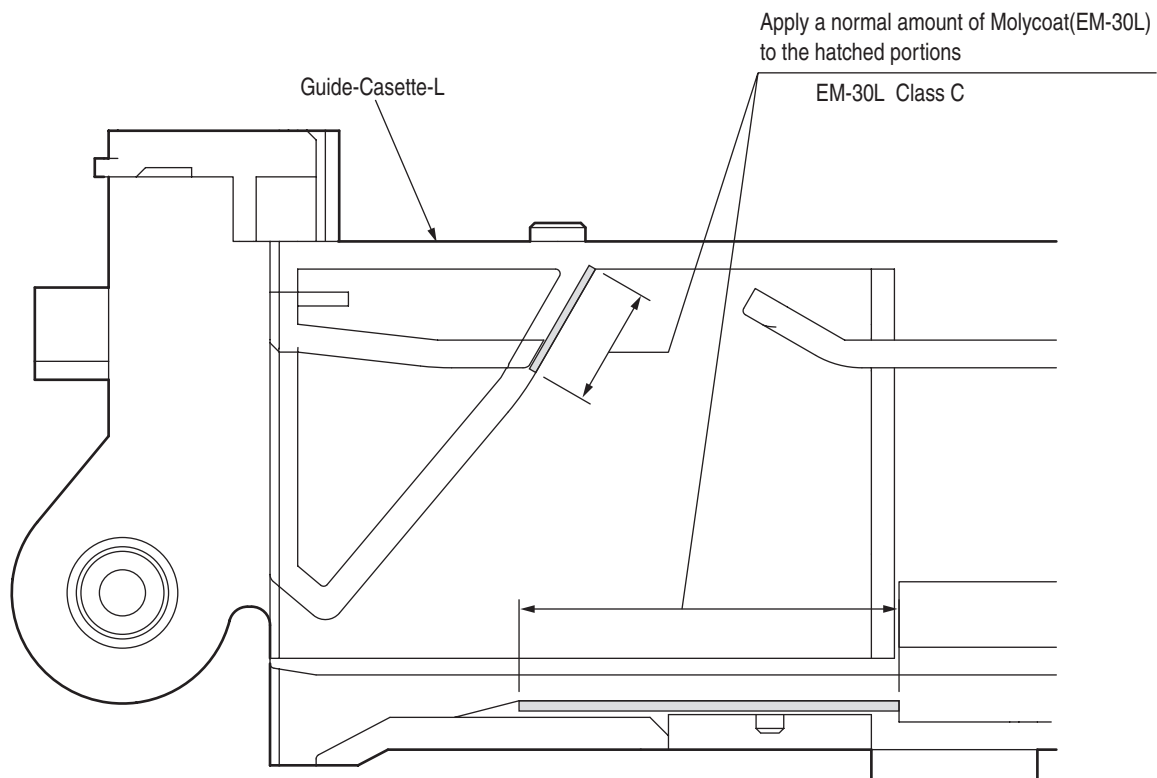 Apply a normal amount of Molycoat(EM-30L)
to the hatched portions
EM-30L Class C
Guide-Casette-L